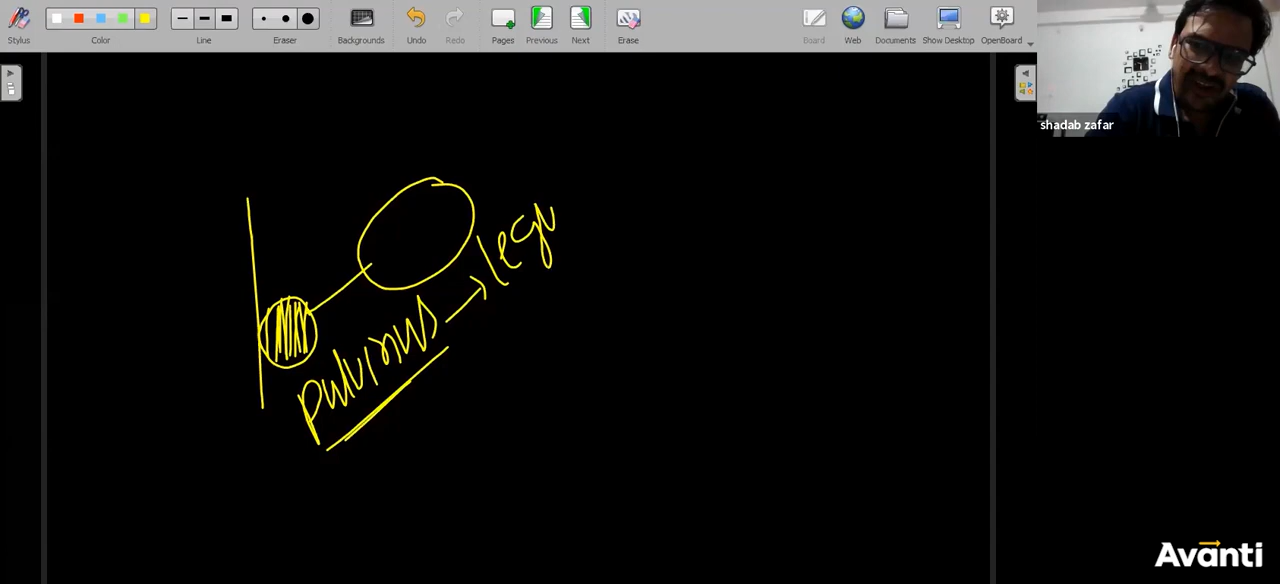 Stylus
Color
Line
Eraser
Backgrounds
Undo
Redo
Pages
Previous
Next
Erase
Board
Web
Documents
Show Desktop
OpenBoard
shadab zafar
pulvinus → legu
Avanti